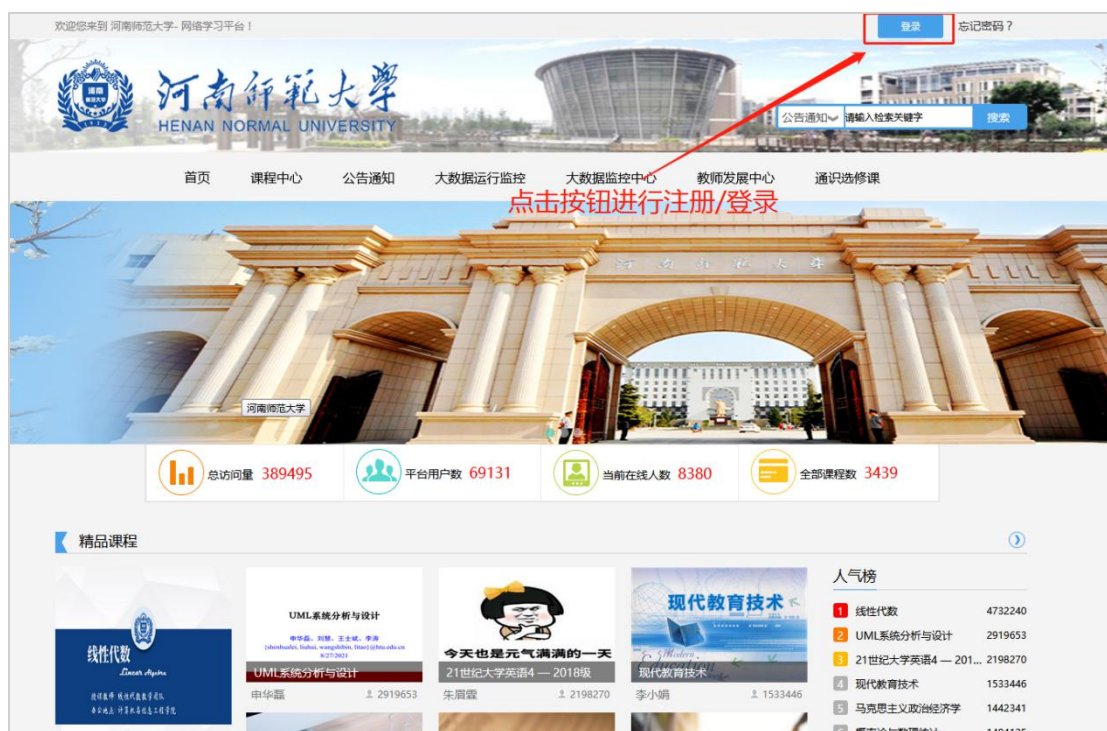 欢迎您来到 河南师范大学- 网络学习平台！
登录 忘记密码？
河南师范大學
HENAN NORMAL UNIVERSITY
公告通知 请输入检索关键字 搜索
首页 课程中心 公告通知 大数据运行监控 大数据监控中心 教师发展中心 通识选修课
点击按钮进行注册/登录
河南师范大学
总访问量 389495 平台用户数 69131 当前在线人数 8380 全部课程数 3439
精品课程
线性代数
Linear Algebra
UML系统分析与设计
UML系统分析与设计
申华磊 2919653
今天也是元气满满的一天
21世纪大学英语4 — 2018级
朱眉霖 2198270
现代教育技术
现代教育技术
李小娟 1533446
人气榜
1 线性代数 4732240
2 UML系统分析与设计 2919653
3 21世纪大学英语4 — 201... 2198270
4 现代教育技术 1533446
5 马克思主义政治经济学 1442341